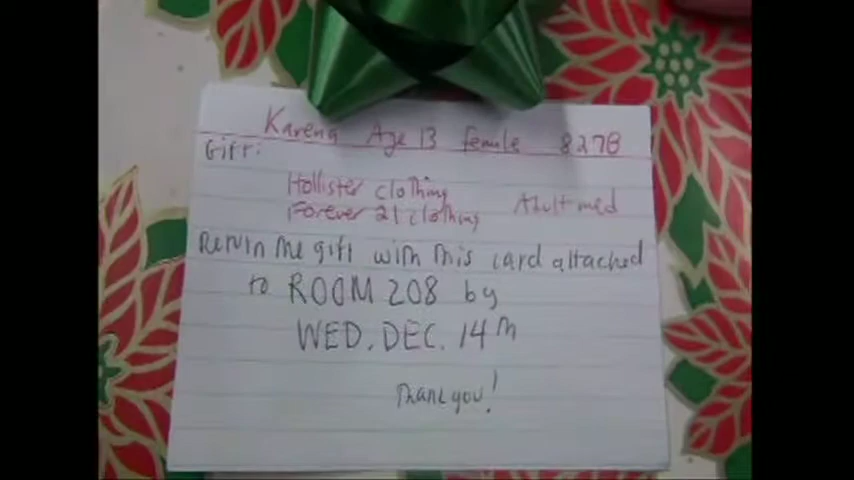 Karena Age 13 female 8278
Gift:
Hollister clothing
Forever 21 clothing Adult med
Return the gift with this card attached
to ROOM 208 by
WED. DEC. 14th
Thank you!